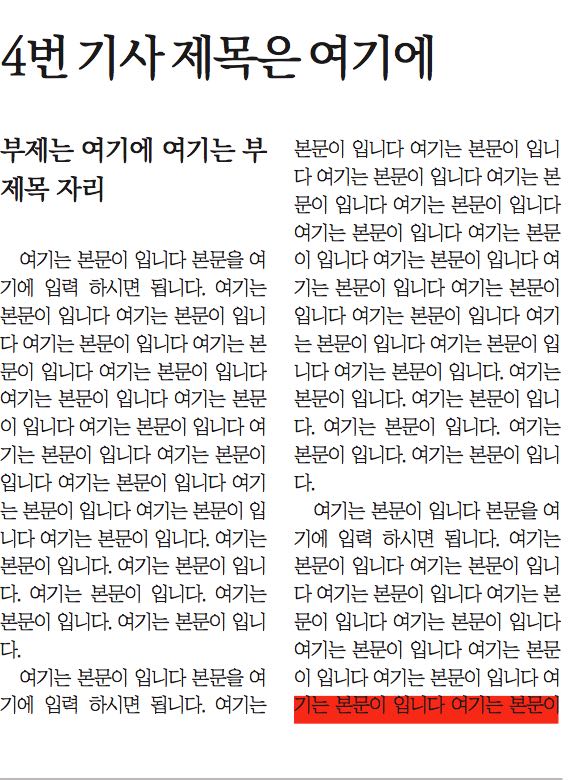 4번 기사 제목은 여기에
부제는 여기에 여기는 부
제목 자리
여기는 본문이 입니다 본문을 여
기에 입력 하시면 됩니다. 여기는
본문이 입니다 여기는 본문이 입니
다 여기는 본문이 입니다 여기는 본
문이 입니다 여기는 본문이 입니다
여기는 본문이 입니다 여기는 본문
이 입니다 여기는 본문이 입니다 여
기는 본문이 입니다 여기는 본문이
입니다 여기는 본문이 입니다 여기
는 본문이 입니다 여기는 본문이 입
니다 여기는 본문이 입니다. 여기는
본문이 입니다. 여기는 본문이 입니
다. 여기는 본문이 입니다. 여기는
본문이 입니다. 여기는 본문이 입니
다.
여기는 본문이 입니다 본문을 여
기에 입력 하시면 됩니다. 여기는
본문이 입니다 여기는 본문이 입니
다 여기는 본문이 입니다 여기는 본
문이 입니다 여기는 본문이 입니다
여기는 본문이 입니다 여기는 본문
이 입니다 여기는 본문이 입니다 여
기는 본문이 입니다 여기는 본문이
입니다 여기는 본문이 입니다 여기
는 본문이 입니다 여기는 본문이 입
니다 여기는 본문이 입니다. 여기는
본문이 입니다. 여기는 본문이 입니
다. 여기는 본문이 입니다. 여기는
본문이 입니다. 여기는 본문이 입니
다.
여기는 본문이 입니다 본문을 여
기에 입력 하시면 됩니다. 여기는
본문이 입니다 여기는 본문이 입니
다 여기는 본문이 입니다 여기는 본
문이 입니다 여기는 본문이 입니다
여기는 본문이 입니다 여기는 본문
이 입니다 여기는 본문이 입니다 여
기는 본문이 입니다 여기는 본문이